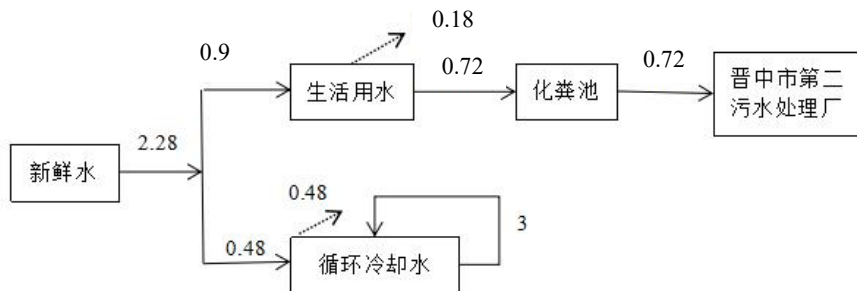 0.18
0.9
0.72
0.72
生活用水
化粪池
晋中市第二
污水处理厂
2.28
新鲜水
0.48
3
0.48
循环冷却水